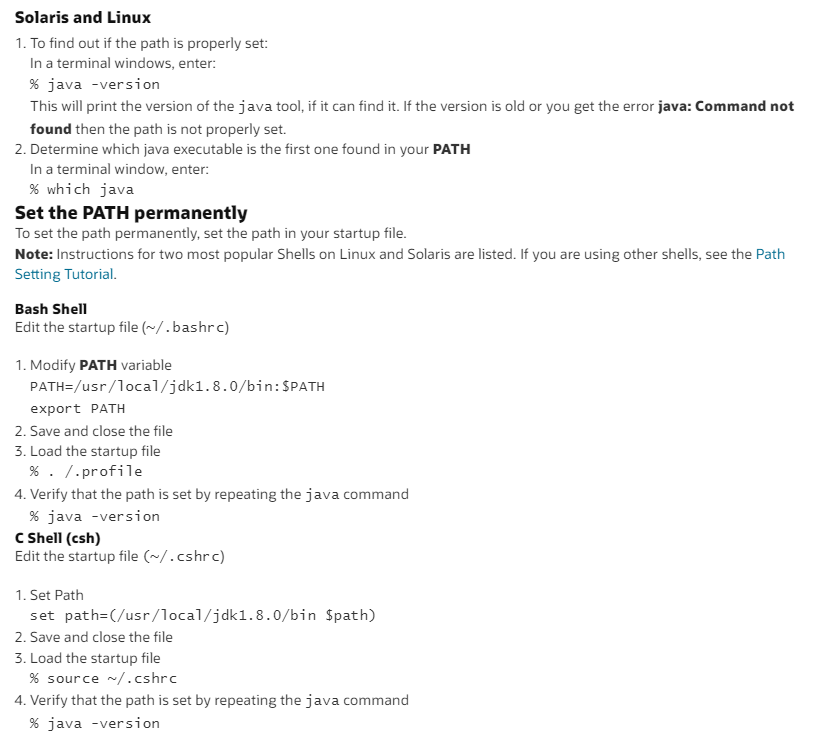 Solaris and Linux
1. To find out if the path is properly set:
In a terminal windows, enter:
% java -version
This will print the version of the java tool, if it can find it. If the version is old or you get the error java: Command not
found then the path is not properly set.
2. Determine which java executable is the first one found in your PATH
In a terminal window, enter:
% which java
Set the PATH permanently
To set the path permanently, set the path in your startup file.
Note: Instructions for two most popular Shells on Linux and Solaris are listed. If you are using other shells, see the Path
Setting Tutorial.
Bash Shell
Edit the startup file (~/.bashrc)
1. Modify PATH variable
PATH=/usr/local/jdk1.8.0/bin:$PATH
export PATH
2. Save and close the file
3. Load the startup file
% . /.profile
4. Verify that the path is set by repeating the java command
% java -version
C Shell (csh)
Edit the startup file (~/.cshrc)
1. Set Path
set path=(/usr/local/jdk1.8.0/bin $path)
2. Save and close the file
3. Load the startup file
% source ~/.cshrc
4. Verify that the path is set by repeating the java command
% java -version